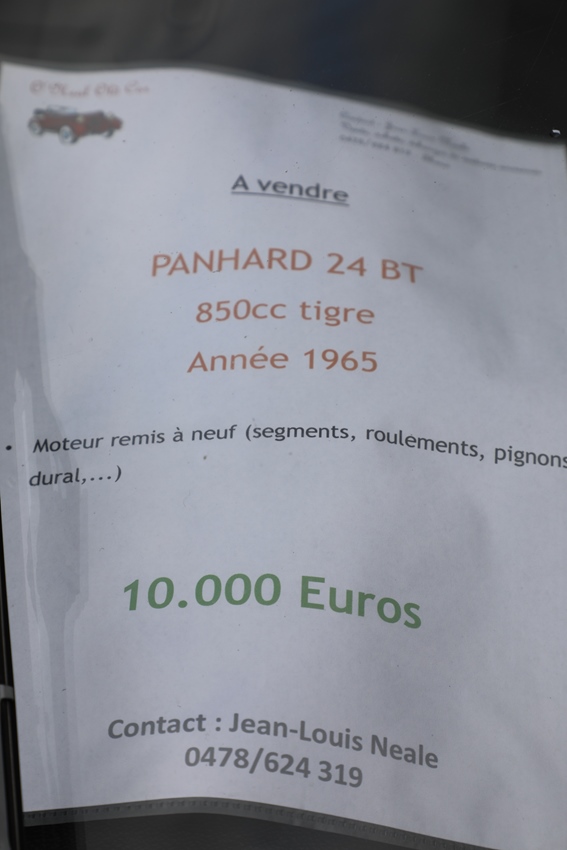 A vendre
PANHARD 24 BT
850cc tigre
Année 1965
• Moteur remis à neuf (segments, roulements, pignons
dural,...)
10.000 Euros
Contact : Jean-Louis Neale
0478/624 319